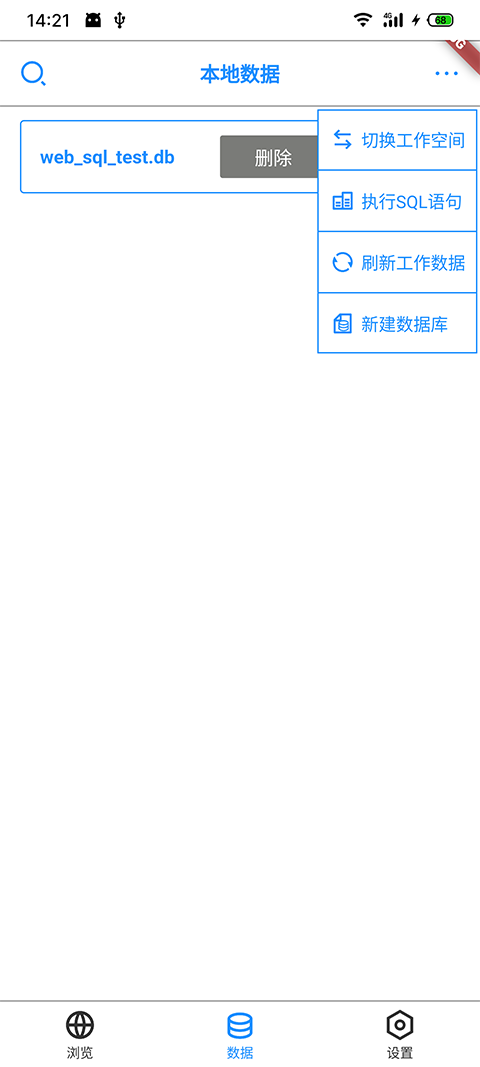 14:21
4G
68
本地数据
web_sql_test.db
删除
切换工作空间
执行SQL语句
刷新工作数据
新建数据库
浏览
数据
设置